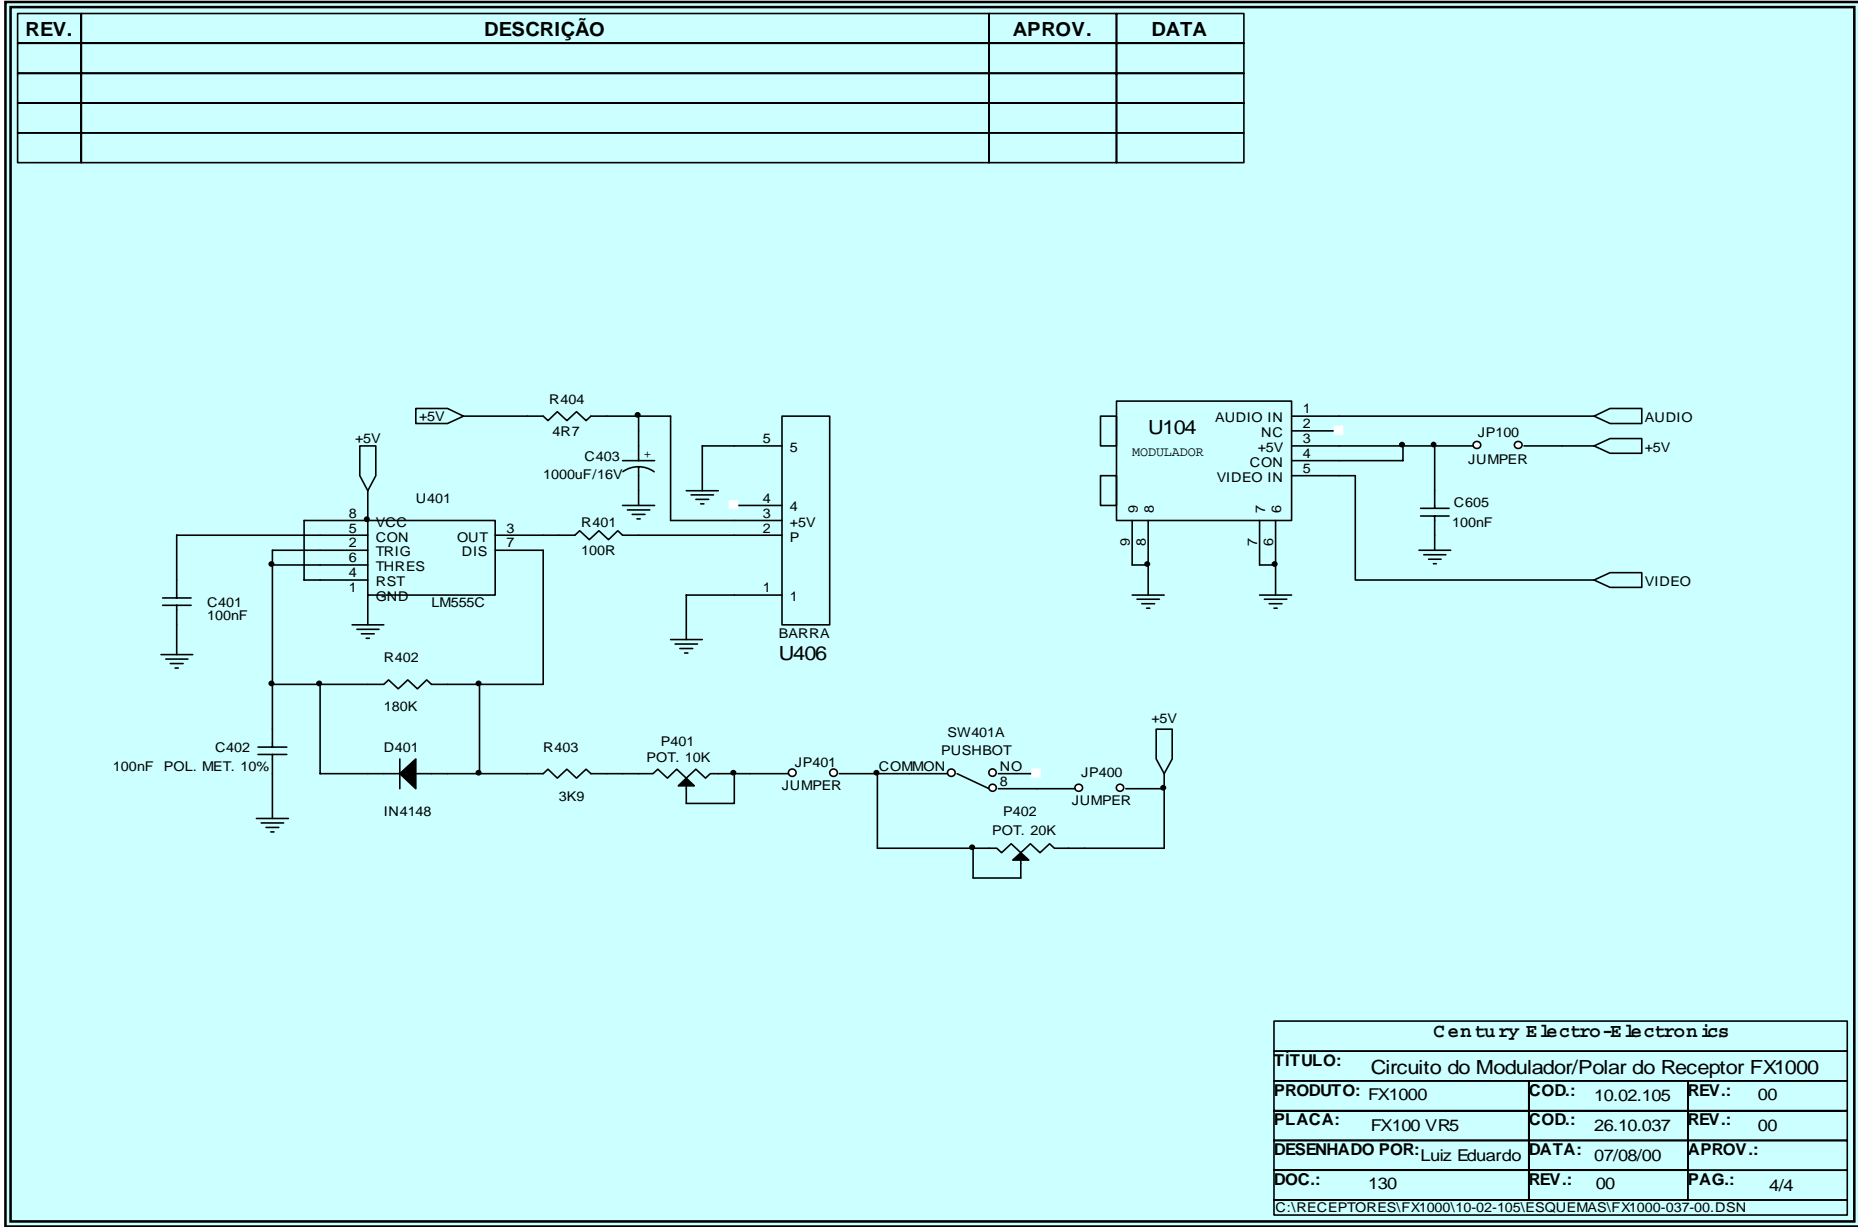 REV. DESCRIÇÃO APROV. DATA
R404
+5V
4R7
+5V
C403 +
1000uF/16V
U401
5 5
4 4
3 +5V
2 P
1 1
BARRA
U406
R401
100R
8 VCC
5 CON
2 TRIG
6 THRES
4 RST
1 GND
OUT 3
DIS 7
LM555C
C401
100nF
R402
180K
C402
100nF POL. MET. 10%
D401
IN4148
R403
3K9
P401
POT. 10K
JP401
JUMPER
SW401A
PUSHBOT
COMMON
NO
8
JP400
JUMPER
+5V
P402
POT. 20K
U104
MODULADOR
AUDIO IN 1
NC 2
+5V 3
CON 4
VIDEO IN 5
9 8 7 6
9 8 7 6
JP100
JUMPER
AUDIO
+5V
C605
100nF
VIDEO
Century Electro-Electronics
TÍTULO: Circuito do Modulador/Polar do Receptor FX1000
PRODUTO: FX1000 COD.: 10.02.105 REV.: 00
PLACA: FX100 VR5 COD.: 26.10.037 REV.: 00
DESENHADO POR: Luiz Eduardo DATA: 07/08/00 APROV.:
DOC.: 130 REV.: 00 PAG.: 4/4
C:\RECEPTORES\FX1000\10-02-105\ESQUEMAS\FX1000-037-00.DSN